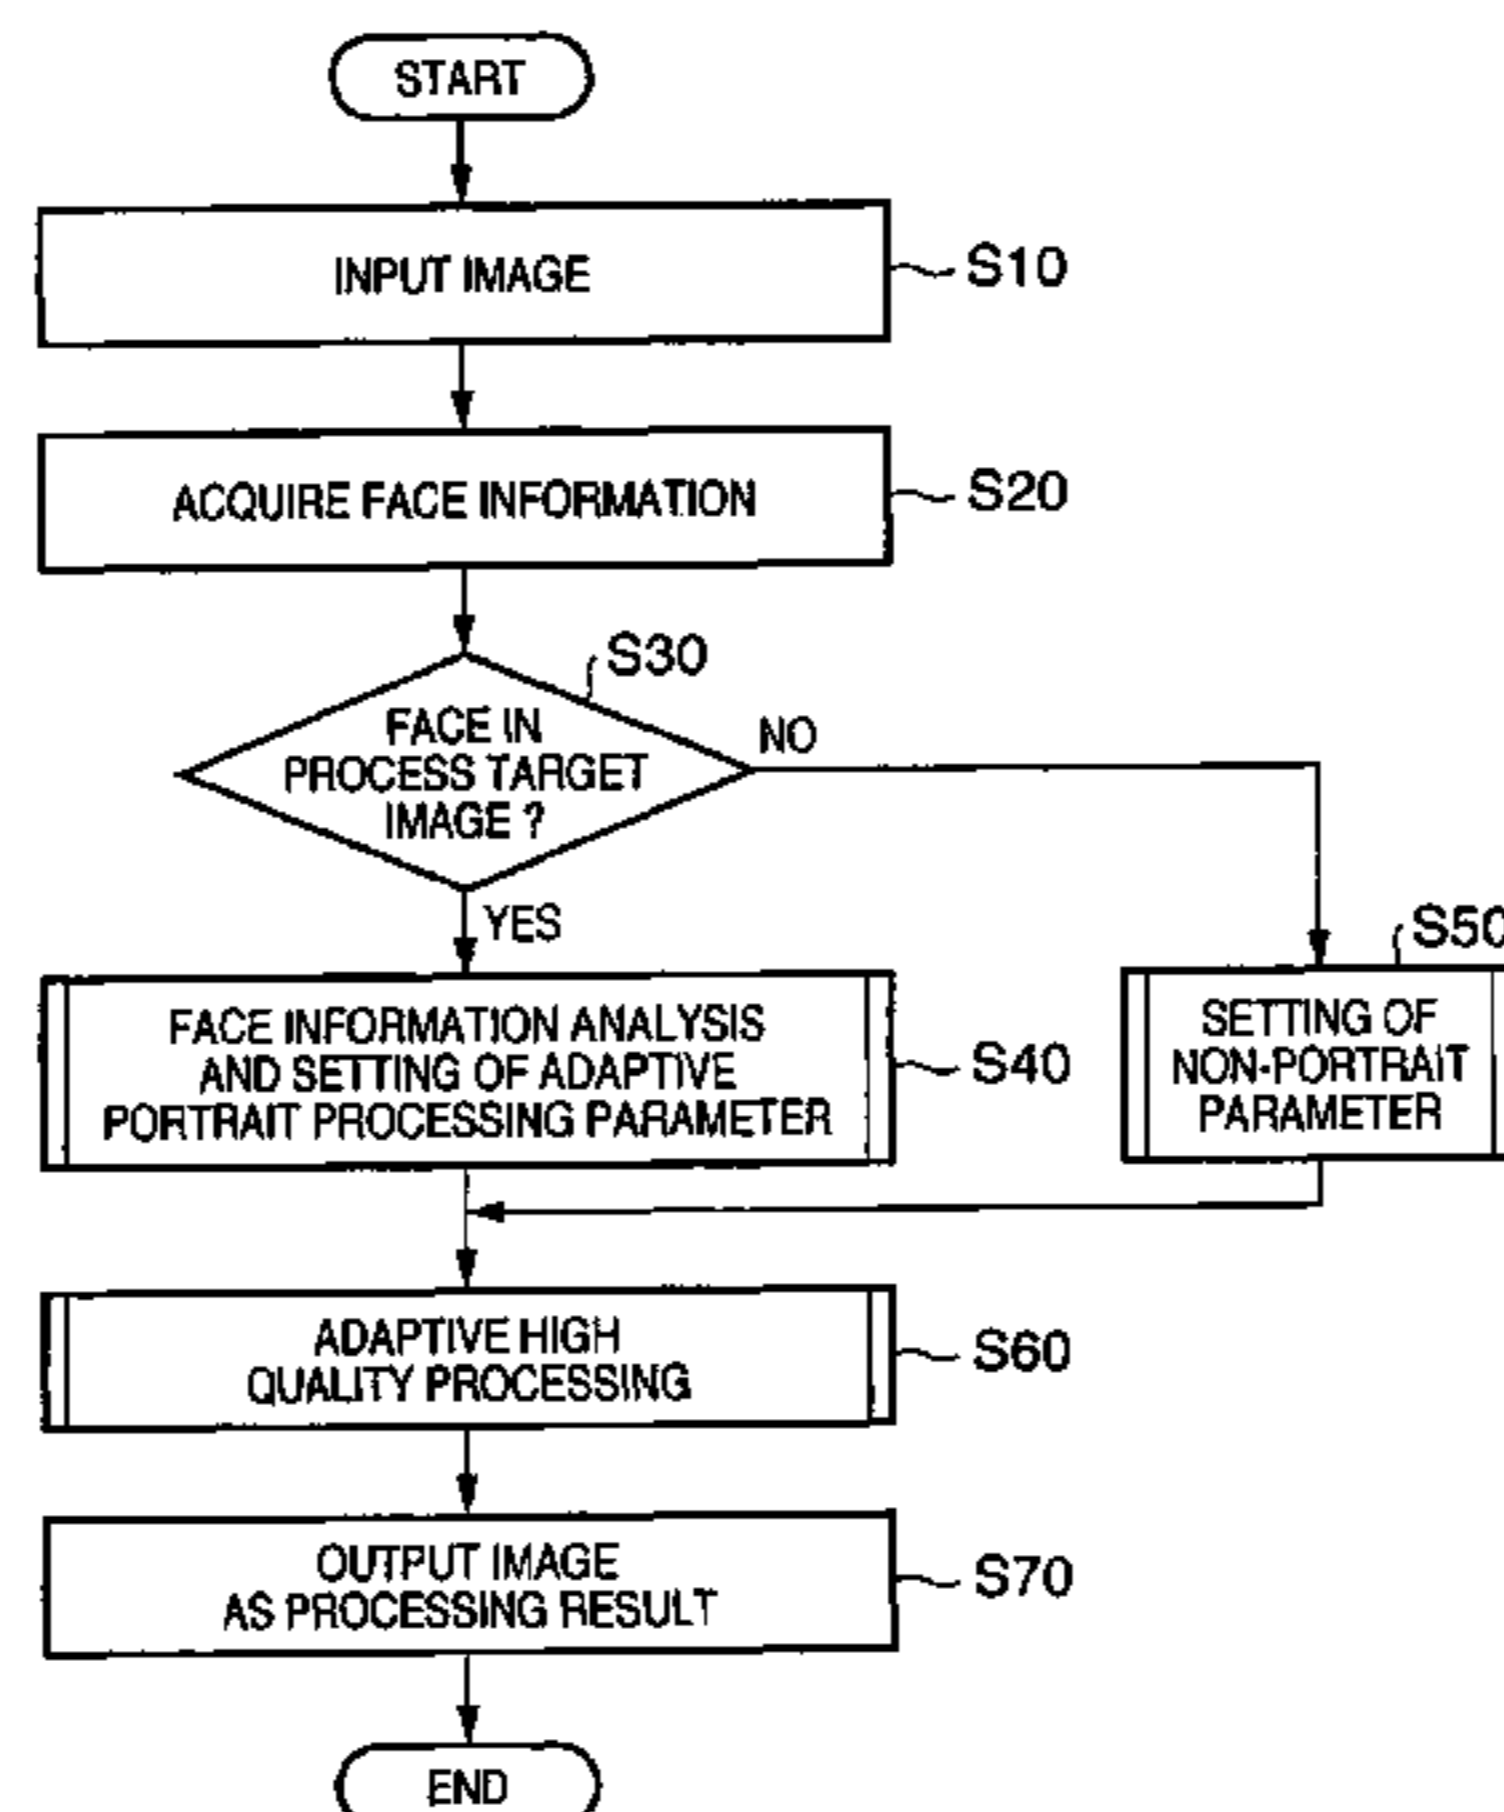 START
INPUT IMAGE
S10
ACQUIRE FACE INFORMATION
S20
S30
FACE IN
PROCESS TARGET
IMAGE ?
NO
YES
FACE INFORMATION ANALYSIS
AND SETTING OF ADAPTIVE
PORTRAIT PROCESSING PARAMETER
S40
S50
SETTING OF
NON-PORTRAIT
PARAMETER
ADAPTIVE HIGH
QUALITY PROCESSING
S60
OUTPUT IMAGE
AS PROCESSING RESULT
S70
END